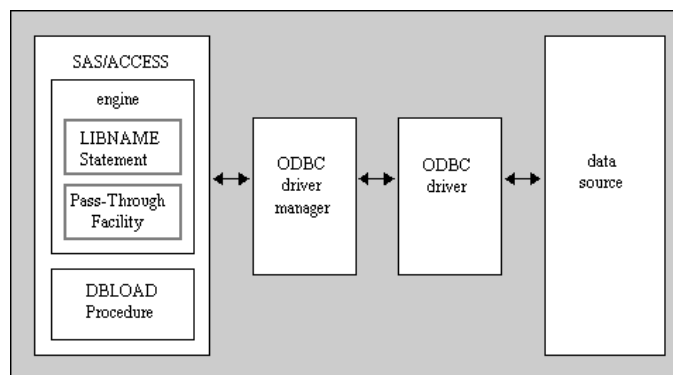 SAS/ACCESS
engine
LIBNAME
Statement
Pass-Through
Facility
DBLOAD
Procedure
ODBC
driver
manager
ODBC
driver
data
source